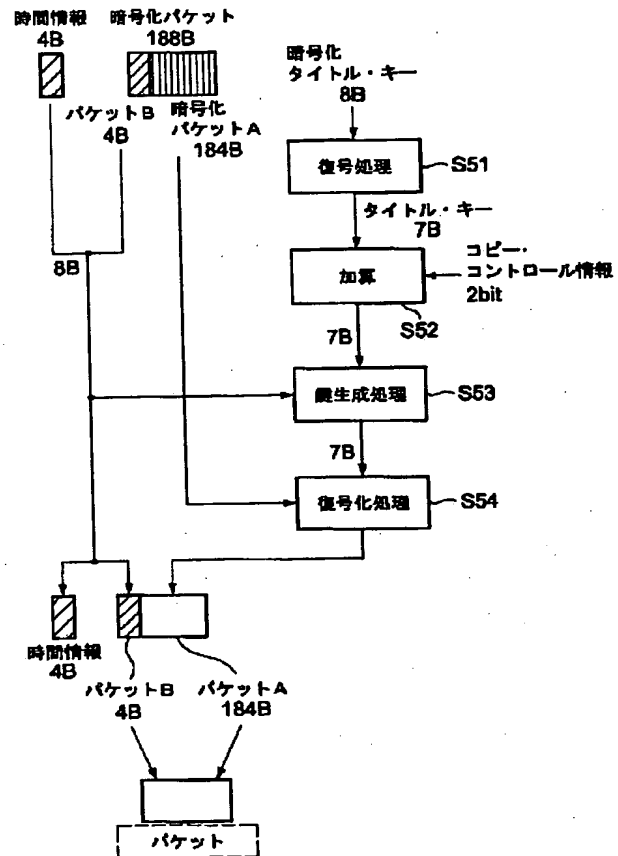 時間情報
4B
暗号化パケット
188B
パケットB
4B
暗号化
パケットA
184B
暗号化
タイトル・キー
8B
復号処理
S51
タイトル・キー
7B
8B
加算
コピー・
コントロール情報
2bit
S52
7B
鍵生成処理
S53
7B
復号化処理
S54
時間情報
4B
パケットB
4B
パケットA
184B
パケット